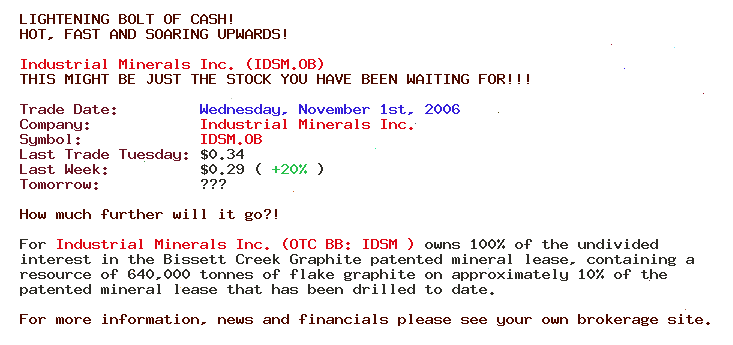 LIGHTENING BOLT OF CASH!
HOT, FAST AND SOARING UPWARDS!
Industrial Minerals Inc. (IDSM.OB)
THIS MIGHT BE JUST THE STOCK YOU HAVE BEEN WAITING FOR!!!
Trade Date: Wednesday, November 1st, 2006
Company: Industrial Minerals Inc.
Symbol: IDSM.OB
Last Trade Tuesday: $0.34
Last Week: $0.29 ( +20% )
Tomorrow: ???
How much further will it go?!
For Industrial Minerals Inc. (OTC BB: IDSM ) owns 100% of the undivided
interest in the Bissett Creek Graphite patented mineral lease, containing a
resource of 640,000 tonnes of flake graphite on approximately 10% of the
patented mineral lease that has been drilled to date.
For more information, news and financials please see your own brokerage site.